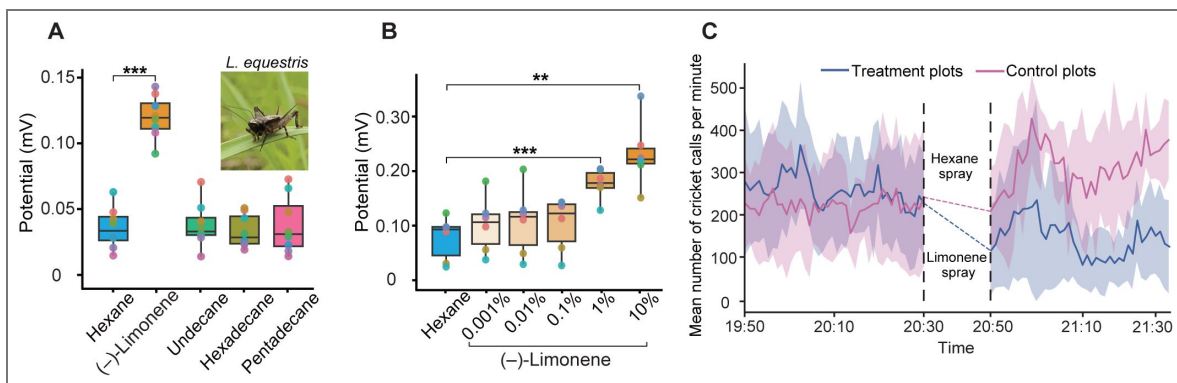 A
L. equestris
***
Potential (mV)
0.15
0.10
0.05
0
Hexane
(–)-Limonene
Undecane
Hexadecane
Pentadecane
B
**
***
Potential (mV)
0.30
0.20
0.10
0
Hexane
0.001%
0.01%
0.1%
1%
10%
(–)-Limonene
C
Treatment plots
Control plots
Mean number of cricket calls per minute
500
400
300
200
100
0
Hexane
spray
Limonene
spray
19:50
20:10
20:30
20:50
21:10
21:30
Time